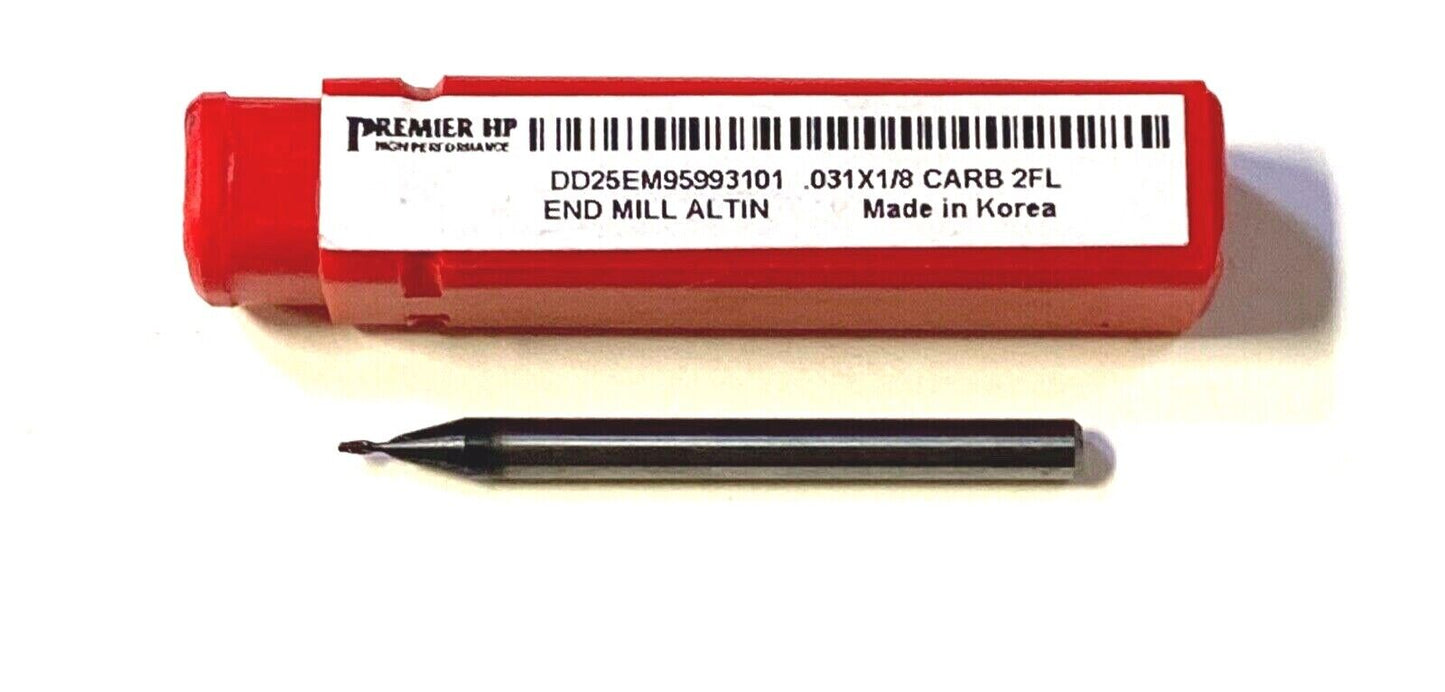 PREMIER HP
HIGH PERFORMANCE
DD25EM95993101 .031X1/8 CARB 2FL
END MILL ALTIN Made in Korea